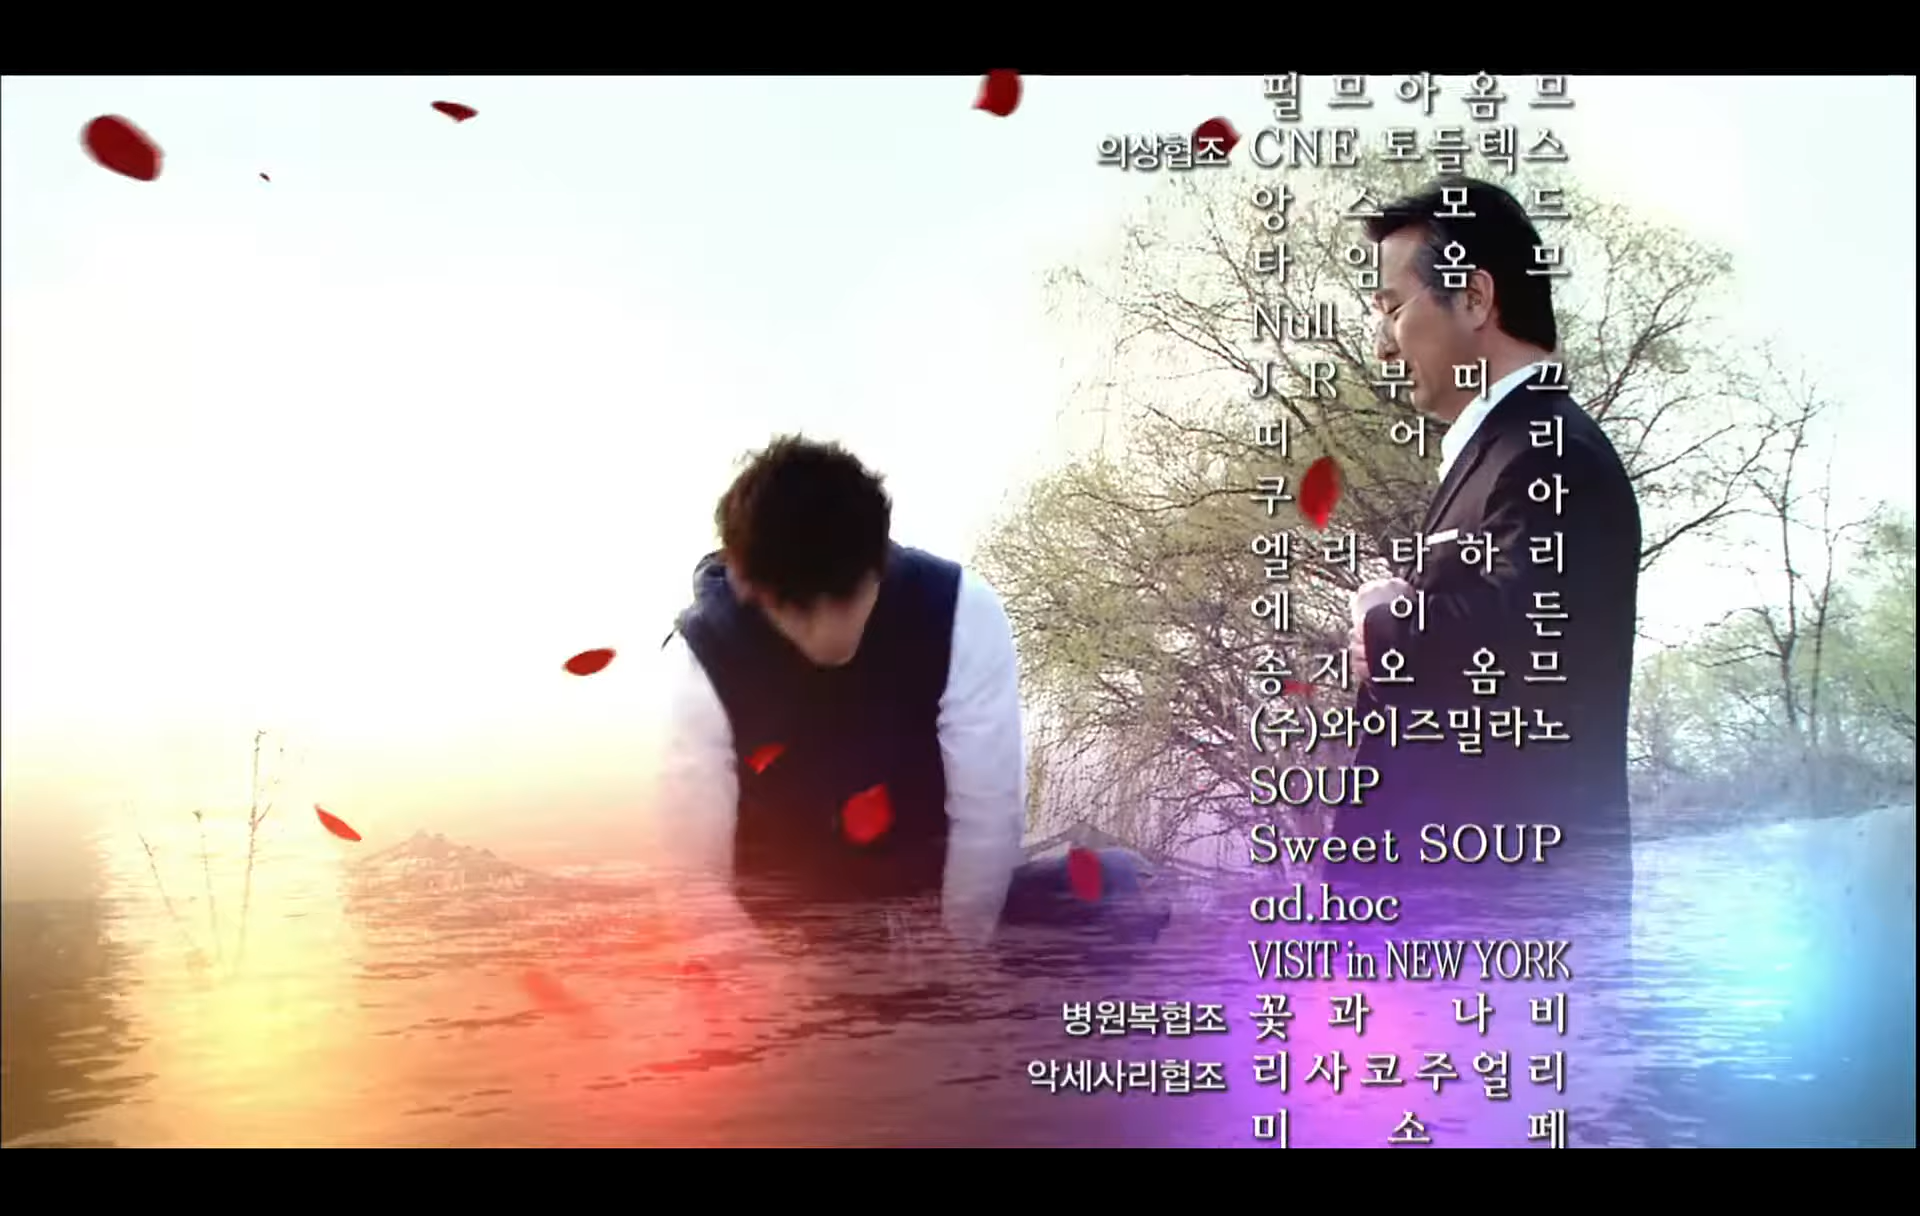 필므아옴므
의상협조 CNE 토들텍스
앙스모드
타임옴므
Null
JR부띠끄
띠어리
쿠아
엘리타하리
에이든
송지오 옴므
(주)와이즈밀라노
SOUP
Sweet SOUP
ad.hoc
VISIT in NEW YORK
병원복협조 꽃과 나비
악세사리협조 리사코주얼리
미소페